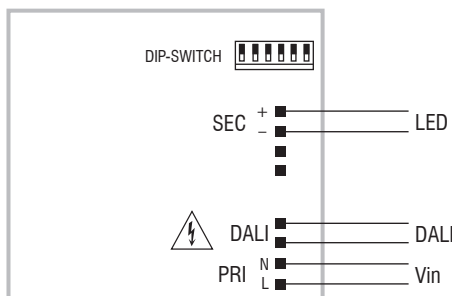 DIP-SWITCH
SEC + LED
−
DALI DALI
PRI N Vin
L